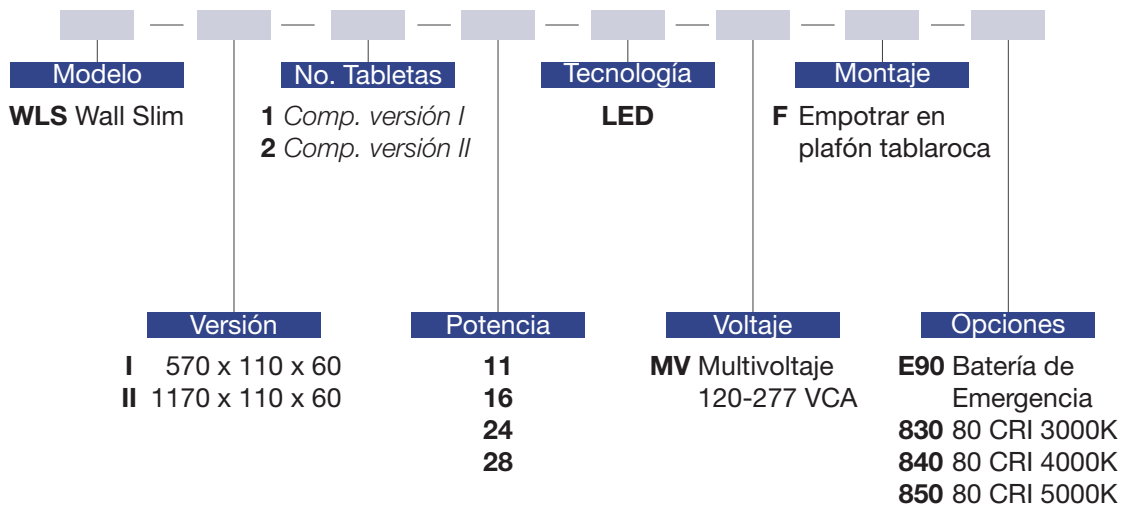 Modelo
No. Tabletas
Tecnología
Montaje
WLS Wall Slim
1 Comp. versión I
2 Comp. versión II
LED
F Empotrar en
plafón tablaroca
Versión
Potencia
Voltaje
Opciones
I 570 x 110 x 60
II 1170 x 110 x 60
11
16
24
28
MV Multivoltaje
120-277 VCA
E90 Batería de
Emergencia
830 80 CRI 3000K
840 80 CRI 4000K
850 80 CRI 5000K